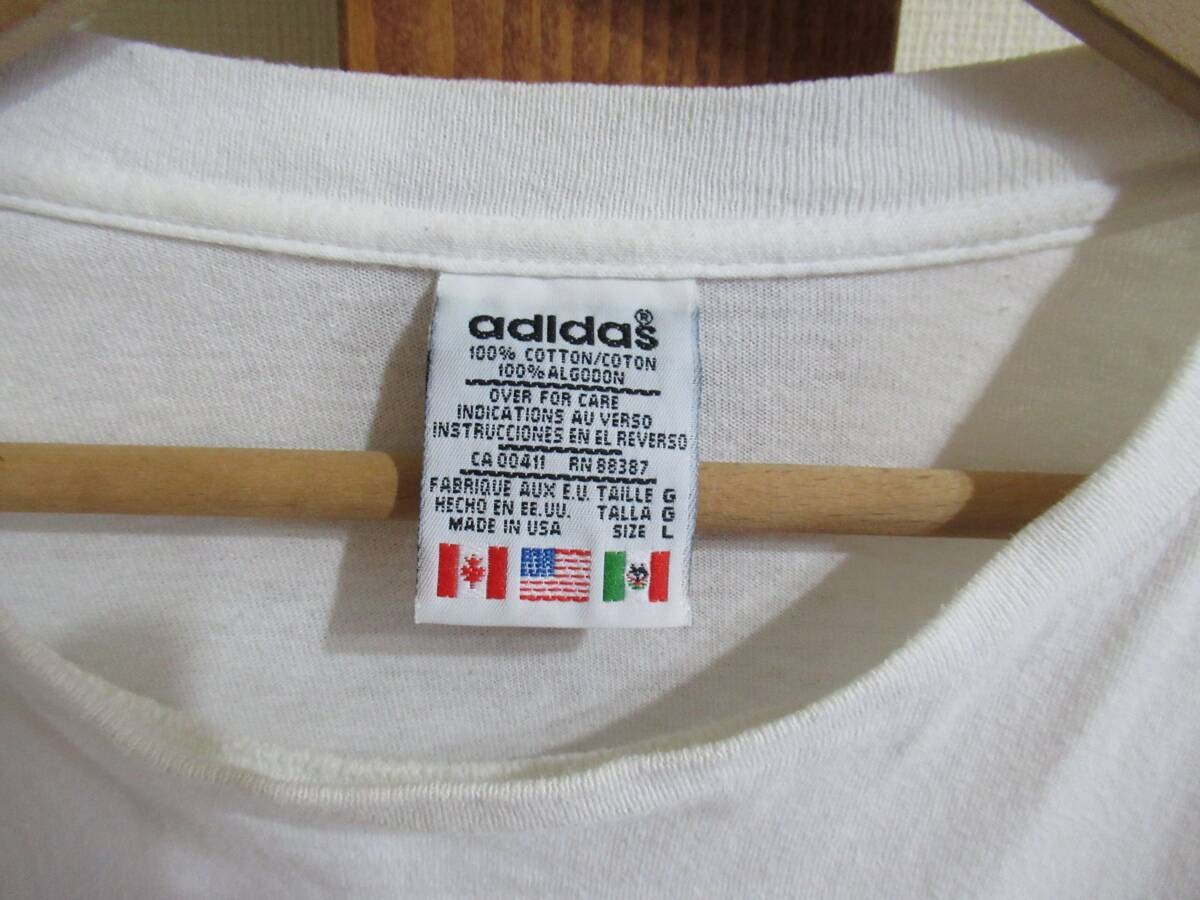 adidas®
100% COTTON/COTON
100% ALGODON
OVER FOR CARE
INDICATIONS AU VERSO
INSTRUCCIONES EN EL REVERSO
CA 00411 RN 88387
FABRIQUE AUX E.U. TAILLE G
HECHO EN EE.UU. TALLA G
MADE IN USA SIZE L